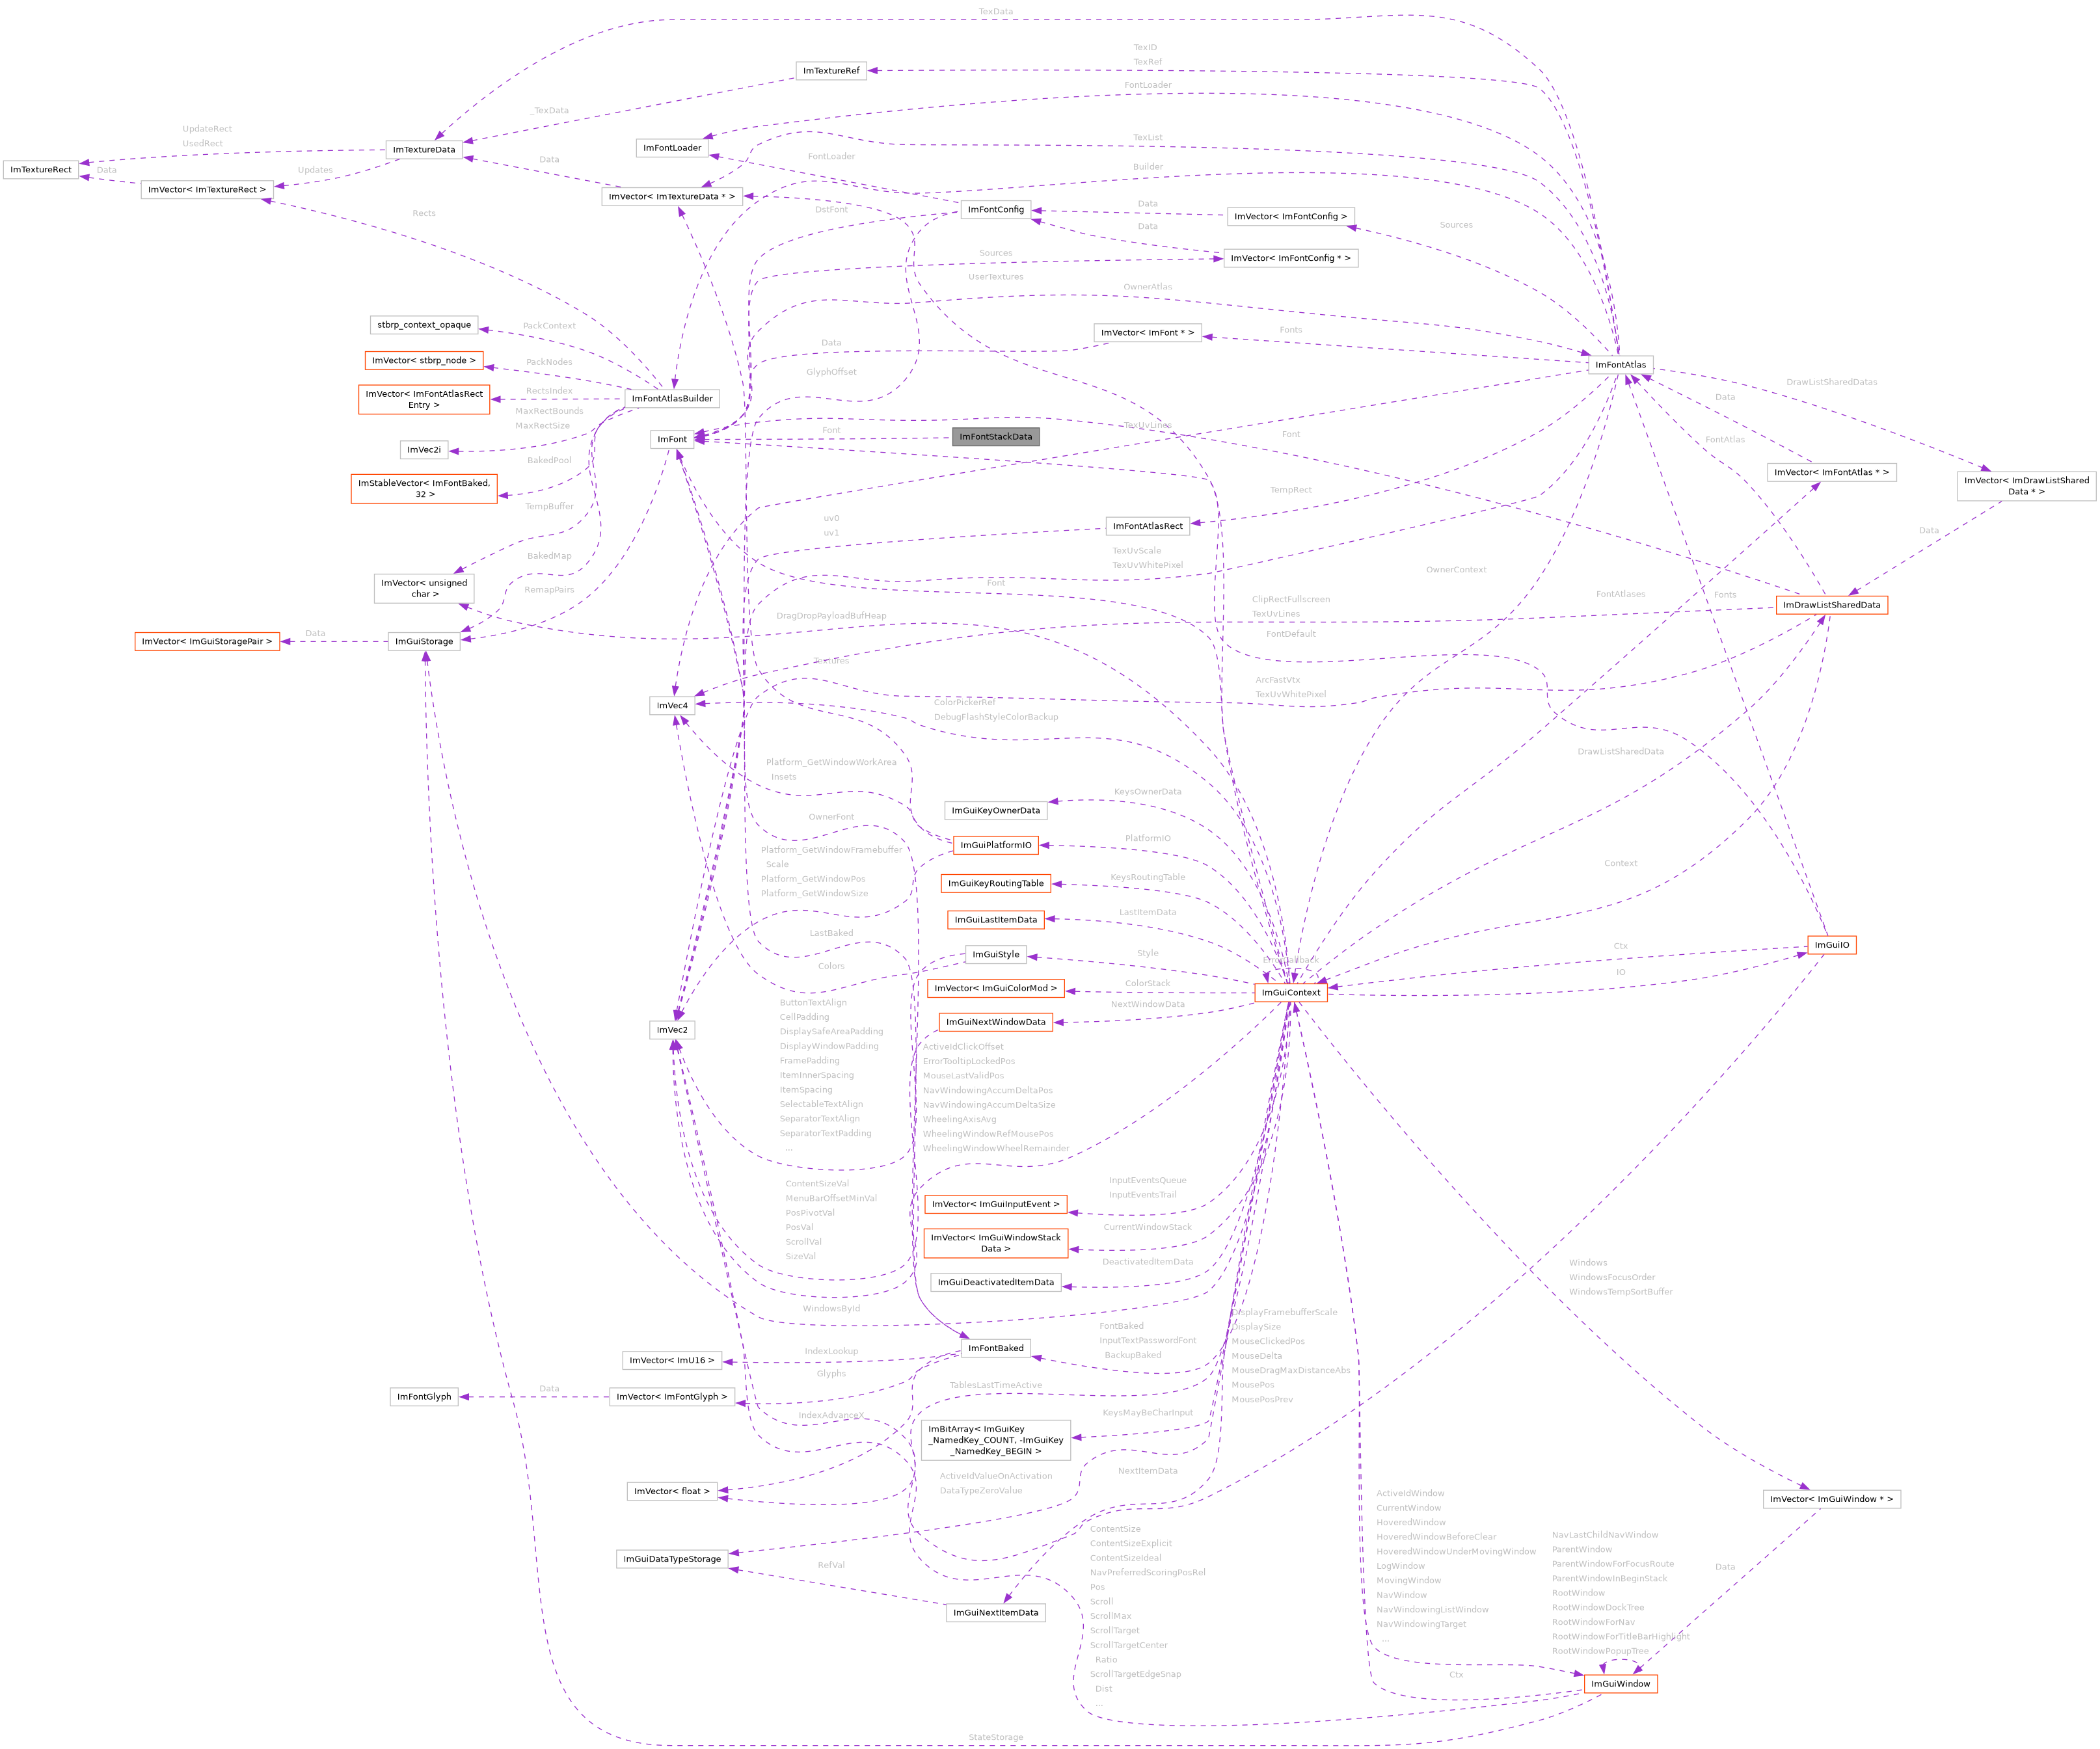 TexData
TexID
TexRef
ImTextureRef
FontLoader
_TexData
UpdateRect
UsedRect
ImTextureData
ImFontLoader
TexList
FontLoader
Data
ImTextureRect
Data
Updates
ImVector< ImTextureRect >
ImVector< ImTextureData * >
Builder
Rects
DstFont
ImFontConfig
Data
ImVector< ImFontConfig >
Data
Sources
Sources
ImVector< ImFontConfig * >
UserTextures
OwnerAtlas
stbrp_context_opaque
PackContext
ImVector< ImFont * >
Fonts
Data
ImVector< stbrp_node >
PackNodes
GlyphOffset
ImFontAtlas
DrawListSharedDatas
ImVector< ImFontAtlasRect
Entry >
RectsIndex
ImFontAtlasBuilder
Data
MaxRectBounds
MaxRectSize
ImVec2i
ImFont
Font
ImFontStackData
TexUvLines
Font
FontAtlas
BakedPool
ImStableVector< ImFontBaked,
32 >
ImVector< ImFontAtlas * >
ImVector< ImDrawListShared
Data * >
TempRect
TempBuffer
uv0
uv1
ImFontAtlasRect
Data
BakedMap
TexUvScale
TexUvWhitePixel
OwnerContext
ImVector< unsigned
char >
RemapPairs
Font
FontAtlases
Fonts
ClipRectFullscreen
TexUvLines
ImDrawListSharedData
DragDropPayloadBufHeap
FontDefault
ImVector< ImGuiStoragePair >
Data
ImGuiStorage
Textures
ArcFastVtx
TexUvWhitePixel
ImVec4
ColorPickerRef
DebugFlashStyleColorBackup
DrawListSharedData
Platform_GetWindowWorkArea
Insets
KeysOwnerData
ImGuiKeyOwnerData
OwnerFont
PlatformIO
ImGuiPlatformIO
Platform_GetWindowFramebuffer
Scale
Platform_GetWindowPos
Platform_GetWindowSize
Context
KeysRoutingTable
ImGuiKeyRoutingTable
LastItemData
ImGuiLastItemData
LastBaked
Ctx
ImGuiIO
Colors
ImGuiStyle
Style
ErrorCallback
IO
ImVector< ImGuiColorMod >
ColorStack
ImGuiContext
ButtonTextAlign
CellPadding
DisplaySafeAreaPadding
DisplayWindowPadding
FramePadding
ItemInnerSpacing
ItemSpacing
SelectableTextAlign
SeparatorTextAlign
SeparatorTextPadding
...
NextWindowData
ImGuiNextWindowData
ImVec2
ActiveIdClickOffset
ErrorTooltipLockedPos
MouseLastValidPos
NavWindowingAccumDeltaPos
NavWindowingAccumDeltaSize
WheelingAxisAvg
WheelingWindowRefMousePos
WheelingWindowWheelRemainder
ContentSizeVal
MenuBarOffsetMinVal
PosPivotVal
PosVal
ScrollVal
SizeVal
InputEventsQueue
InputEventsTrail
ImVector< ImGuiInputEvent >
CurrentWindowStack
ImVector< ImGuiWindowStack
Data >
DeactivatedItemData
ImGuiDeactivatedItemData
Windows
WindowsFocusOrder
WindowsTempSortBuffer
WindowsById
DisplayFramebufferScale
DisplaySize
MouseClickedPos
MouseDelta
MouseDragMaxDistanceAbs
MousePos
MousePosPrev
FontBaked
InputTextPasswordFont
BackupBaked
ImFontBaked
IndexLookup
ImVector< ImU16 >
Glyphs
TablesLastTimeActive
ImFontGlyph
Data
ImVector< ImFontGlyph >
IndexAdvanceX
KeysMayBeCharInput
ImBitArray< ImGuiKey
_NamedKey_COUNT, -ImGuiKey
_NamedKey_BEGIN >
ActiveIdValueOnActivation
DataTypeZeroValue
NextItemData
ImVector< float >
ImVector< ImGuiWindow * >
ActiveIdWindow
CurrentWindow
HoveredWindow
HoveredWindowBeforeClear
HoveredWindowUnderMovingWindow
LogWindow
MovingWindow
NavWindow
NavWindowingListWindow
NavWindowingTarget
...
ContentSize
ContentSizeExplicit
ContentSizeIdeal
NavPreferredScoringPosRel
Pos
Scroll
ScrollMax
ScrollTarget
ScrollTargetCenter
Ratio
ScrollTargetEdgeSnap
Dist
...
NavLastChildNavWindow
ParentWindow
ParentWindowForFocusRoute
ParentWindowInBeginStack
RootWindow
RootWindowDockTree
RootWindowForNav
RootWindowForTitleBarHighlight
RootWindowPopupTree
Data
ImGuiDataTypeStorage
RefVal
ImGuiNextItemData
Ctx
ImGuiWindow
StateStorage